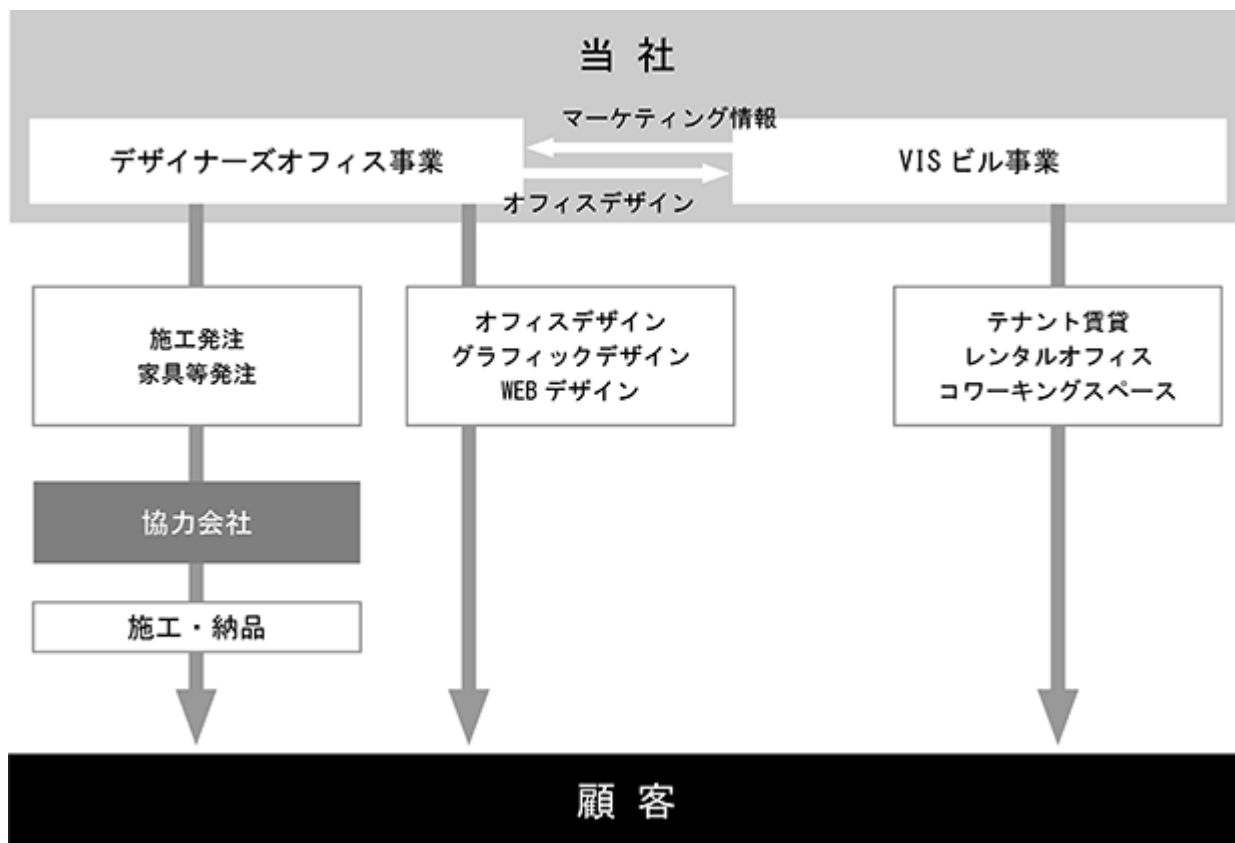 当 社
マーケティング情報
デザイナーズオフィス事業
VIS ビル事業
オフィスデザイン
施工発注
家具等発注
オフィスデザイン
グラフィックデザイン
WEB デザイン
テナント賃貸
レンタルオフィス
コワーキングスペース
協力会社
施工・納品
顧 客